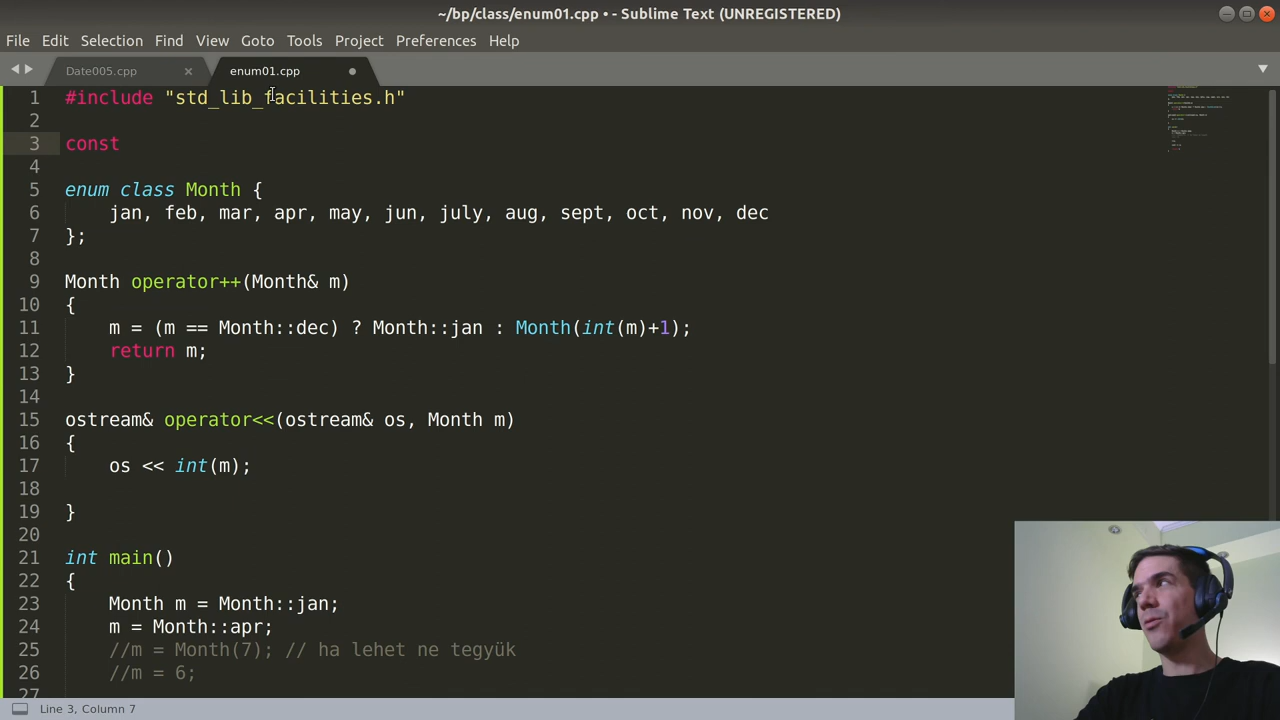 ~/bp/class/enum01.cpp • - Sublime Text (UNREGISTERED)
File Edit Selection Find View Goto Tools Project Preferences Help
Date005.cpp enum01.cpp
1 #include "std_lib_facilities.h"
2
3 const
4
5 enum class Month {
6 jan, feb, mar, apr, may, jun, july, aug, sept, oct, nov, dec
7 };
8
9 Month operator++(Month& m)
10 {
11 m = (m == Month::dec) ? Month::jan : Month(int(m)+1);
12 return m;
13 }
14
15 ostream& operator<<(ostream& os, Month m)
16 {
17 os << int(m);
18
19 }
20
21 int main()
22 {
23 Month m = Month::jan;
24 m = Month::apr;
25 //m = Month(7); // ha lehet ne tegyük
26 //m = 6;
27
Line 3, Column 7